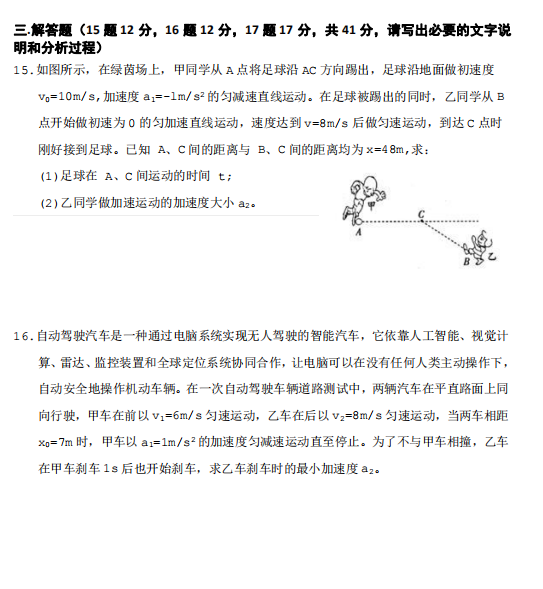 三.解答题（15 题 12 分，16 题 12 分，17 题 17 分，共 41 分，请写出必要的文字说
明和分析过程）
15.如图所示，在绿茵场上，甲同学从 A 点将足球沿 AC 方向踢出，足球沿地面做初速度
v₀=10m/s,加速度 a₁=-1m/s² 的匀减速直线运动。在足球被踢出的同时，乙同学从 B
点开始做初速为 0 的匀加速直线运动，速度达到 v=8m/s 后做匀速运动，到达 C 点时
刚好接到足球。已知 A、C 间的距离与 B、C 间的距离均为 x=48m,求：
(1)足球在 A、C 间运动的时间 t;
(2)乙同学做加速运动的加速度大小 a₂。
甲
A
C
B
乙
16.自动驾驶汽车是一种通过电脑系统实现无人驾驶的智能汽车，它依靠人工智能、视觉计
算、雷达、监控装置和全球定位系统协同合作，让电脑可以在没有任何人类主动操作下，
自动安全地操作机动车辆。在一次自动驾驶车辆道路测试中，两辆汽车在平直路面上同
向行驶，甲车在前以 v₁=6m/s 匀速运动，乙车在后以 v₂=8m/s 匀速运动，当两车相距
x₀=7m 时，甲车以 a₁=1m/s² 的加速度匀减速运动直至停止。为了不与甲车相撞，乙车
在甲车刹车 1s 后也开始刹车，求乙车刹车时的最小加速度 a₂。